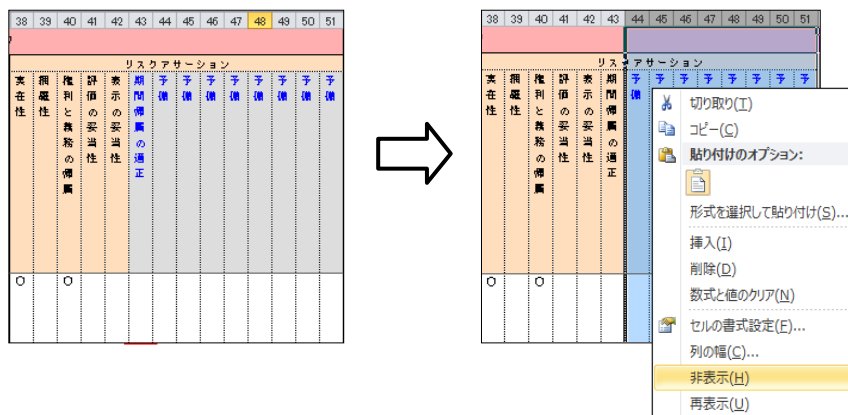 38 39 40 41 42 43 44 45 46 47 48 49 50 51
リスクアサーション
実在性
網羅性
権利と義務の帰属
評価の妥当性
表示の妥当性
期間帰属の適正
予備
予備
予備
予備
予備
予備
予備
予備
○ ○
38 39 40 41 42 43 44 45 46 47 48 49 50 51
リスクアサーション
実在性
網羅性
権利と義務の帰属
評価の妥当性
表示の妥当性
期間帰属の適正
予備
予
予
予
予
予
予
予
○ ○
切り取り(T)
コピー(C)
貼り付けのオプション:
形式を選択して貼り付け(S)...
挿入(I)
削除(D)
数式と値のクリア(N)
セルの書式設定(F)...
列の幅(C)...
非表示(H)
再表示(U)